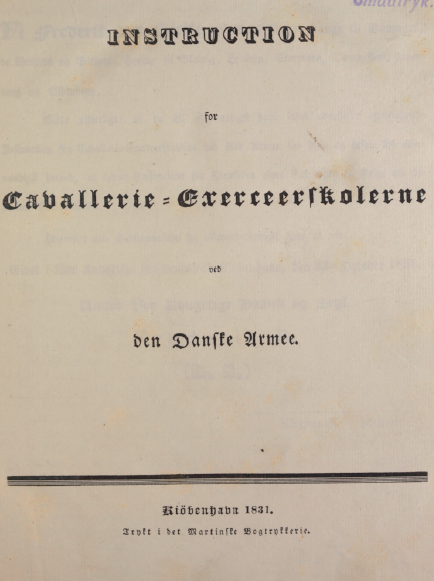 Smaatryk.
INSTRUCTION
for
Cavallerie-Exerceerskolerne
ved
den Danske Armee.
Kiöbenhavn 1831.
Trykt i det Martinske Bogtrykkerie.